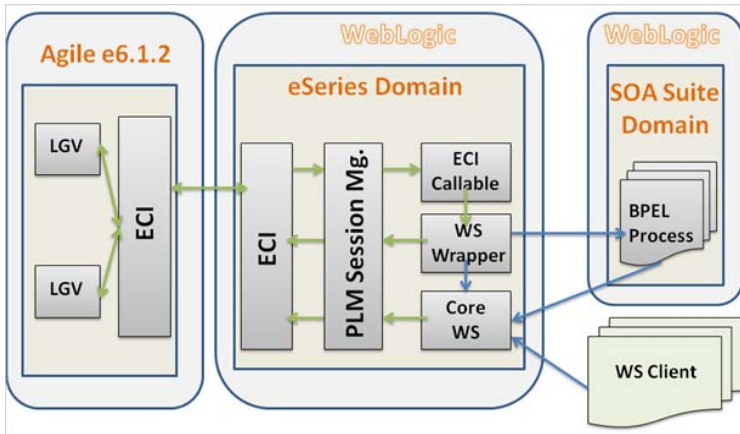 Agile e6.1.2
LGV
LGV
ECI
WebLogic
eSeries Domain
ECI
PLM Session Mg.
ECI
Callable
WS
Wrapper
Core
WS
WebLogic
SOA Suite
Domain
BPEL
Process
WS Client